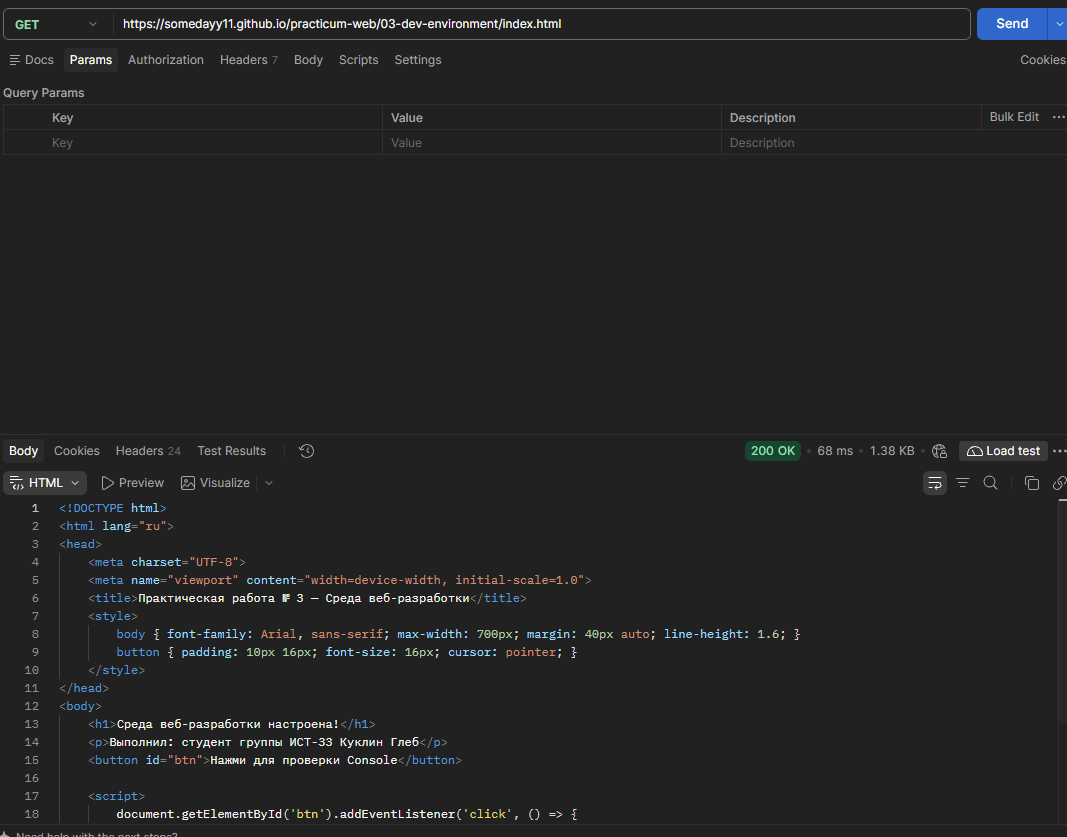 GET https://somedayy11.github.io/practicum-web/03-dev-environment/index.html Send
Docs Params Authorization Headers 7 Body Scripts Settings Cookies
Query Params
Key Value Description Bulk Edit
Key Value Description
Body Cookies Headers 24 Test Results 200 OK 68 ms 1.38 KB Load test
HTML Preview Visualize
1 <!DOCTYPE html>
2 <html lang="ru">
3 <head>
4 <meta charset="UTF-8">
5 <meta name="viewport" content="width=device-width, initial-scale=1.0">
6 <title>Практическая работа № 3 — Среда веб-разработки</title>
7 <style>
8 body { font-family: Arial, sans-serif; max-width: 700px; margin: 40px auto; line-height: 1.6; }
9 button { padding: 10px 16px; font-size: 16px; cursor: pointer; }
10 </style>
11 </head>
12 <body>
13 <h1>Среда веб-разработки настроена!</h1>
14 <p>Выполнил: студент группы ИСТ-33 Куклин Глеб</p>
15 <button id="btn">Нажми для проверки Console</button>
16
17 <script>
18 document.getElementById('btn').addEventListener('click', () => {
Need help with the next steps?